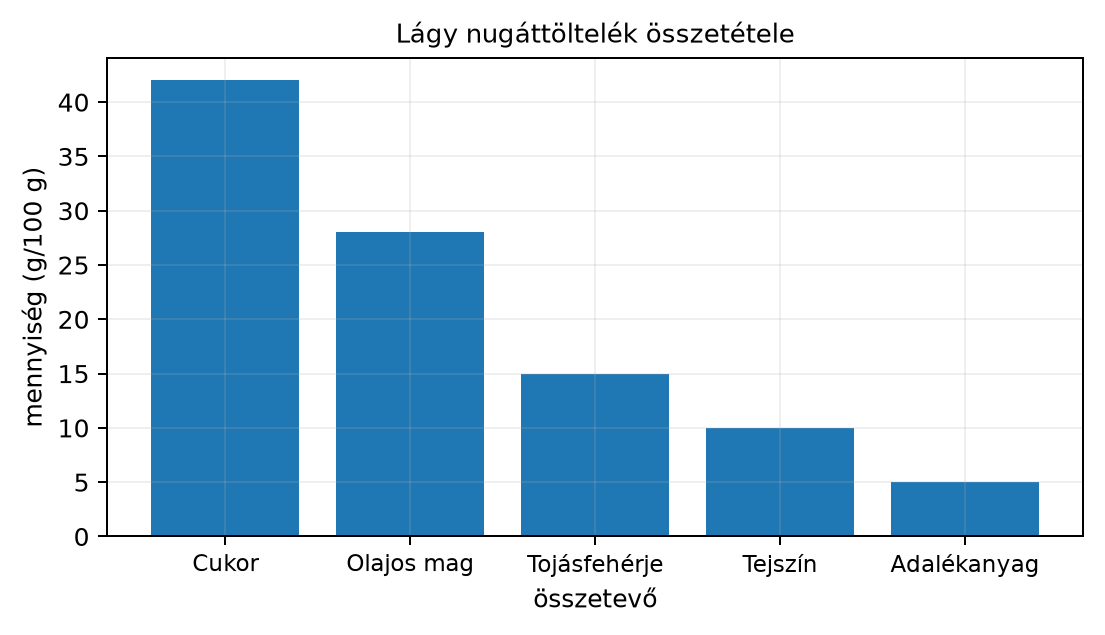 Lágy nugáttöltelék összetétele
mennyiség (g/100 g)
40
35
30
25
20
15
10
5
0
Cukor Olajos mag Tojásfehérje Tejszín Adalékanyag
összetevő